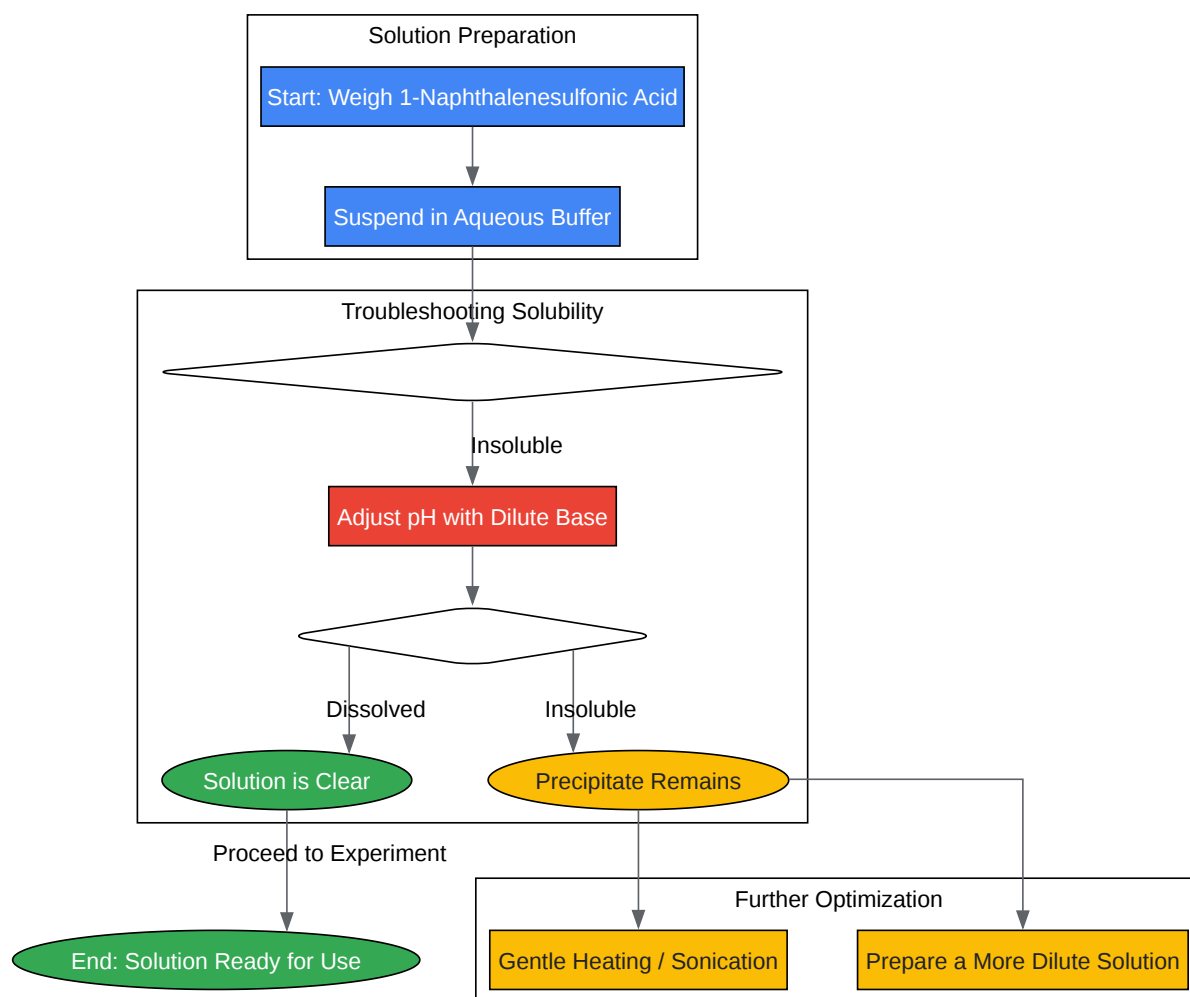 Solution Preparation
Start: Weigh 1-Naphthalenesulfonic Acid
Suspend in Aqueous Buffer
Troubleshooting Solubility
Insoluble
Adjust pH with Dilute Base
Dissolved
Insoluble
Solution is Clear
Precipitate Remains
Proceed to Experiment
Further Optimization
End: Solution Ready for Use
Gentle Heating / Sonication
Prepare a More Dilute Solution